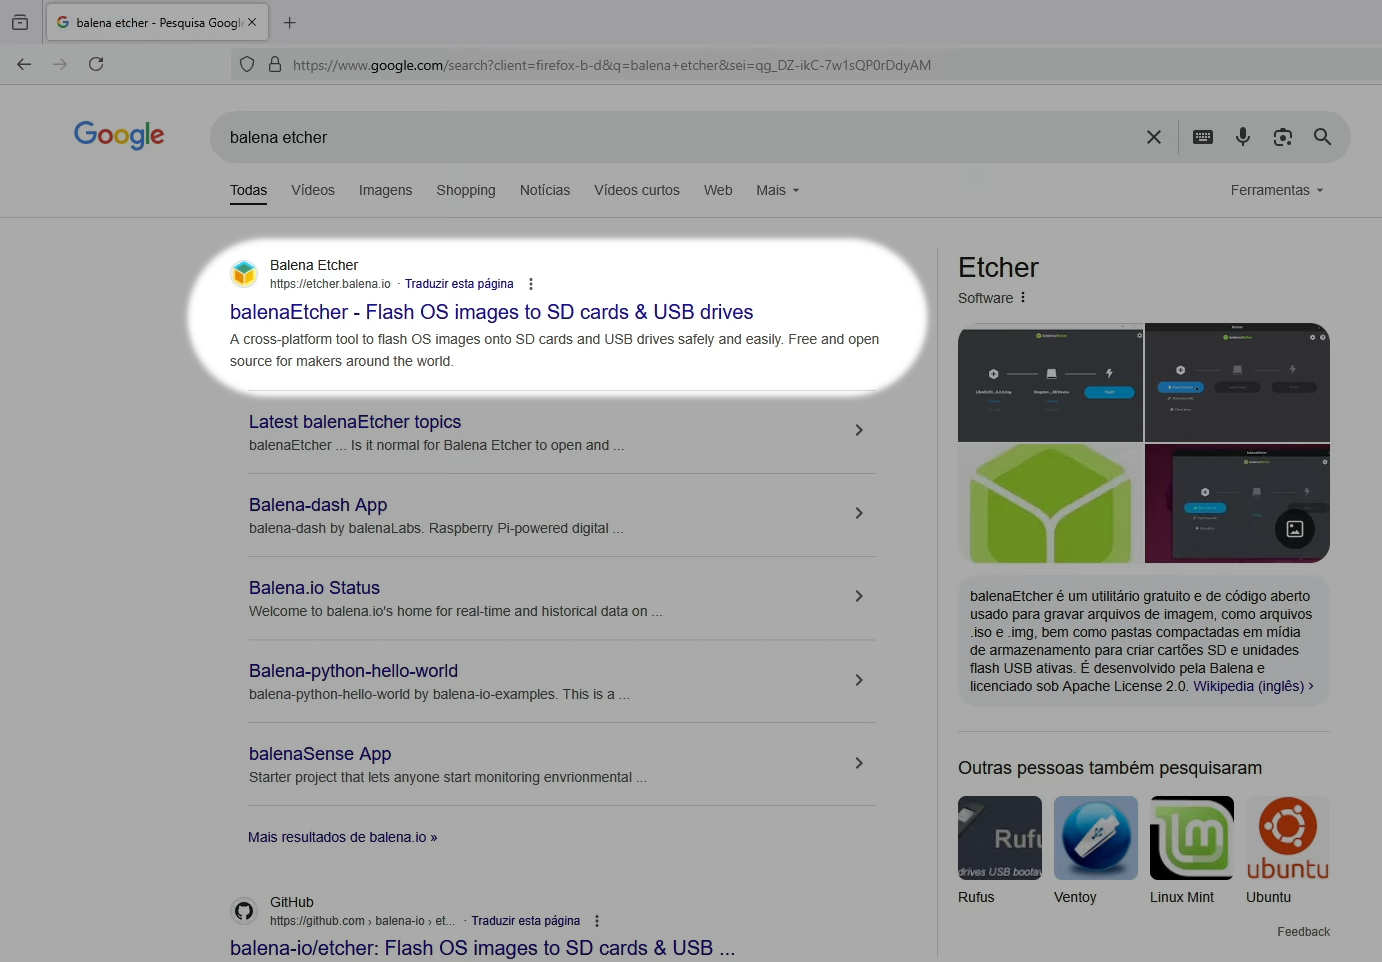 balena etcher - Pesquisa Googl
https://www.google.com/search?client=firefox-b-d&q=balena+etcher&sei=qg_DZ-ikC-7w1sQP0rDdyAM
Google
balena etcher
Todas Vídeos Imagens Shopping Notícias Vídeos curtos Web Mais Ferramentas
Balena Etcher
https://etcher.balena.io · Traduzir esta página
balenaEtcher - Flash OS images to SD cards & USB drives
A cross-platform tool to flash OS images onto SD cards and USB drives safely and easily. Free and open
source for makers around the world.
Latest balenaEtcher topics
balenaEtcher ... Is it normal for Balena Etcher to open and ...
Balena-dash App
balena-dash by balenaLabs. Raspberry Pi-powered digital ...
Balena.io Status
Welcome to balena.io's home for real-time and historical data on ...
Balena-python-hello-world
balena-python-hello-world by balena-io-examples. This is a ...
balenaSense App
Starter project that lets anyone start monitoring envrionmental ...
Mais resultados de balena.io »
GitHub
https://github.com › balena-io › et... · Traduzir esta página
balena-io/etcher: Flash OS images to SD cards & USB ...
Etcher
Software
balenaEtcher é um utilitário gratuito e de código aberto
usado para gravar arquivos de imagem, como arquivos
.iso e .img, bem como pastas compactadas em mídia
de armazenamento para criar cartões SD e unidades
flash USB ativas. É desenvolvido pela Balena e
licenciado sob Apache License 2.0. Wikipedia (inglês) ›
Outras pessoas também pesquisaram
Rufu
drives USB bootav
ubuntu
Rufus Ventoy Linux Mint Ubuntu
Feedback